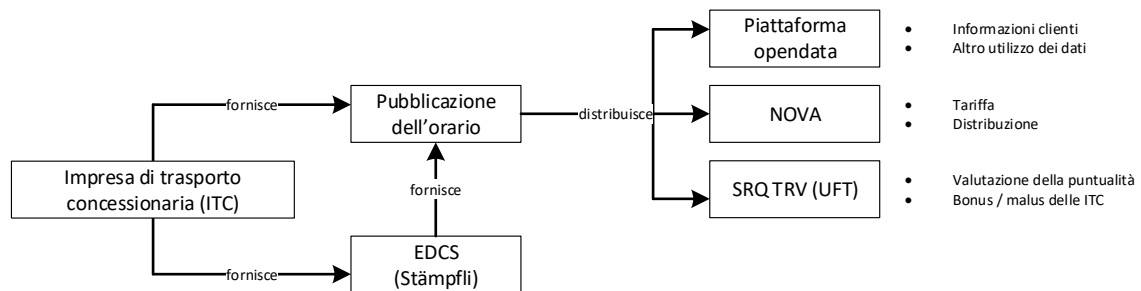 Piattaforma
opendata
• Informazioni clienti
• Altro utilizzo dei dati
fornisce
Pubblicazione
dell’orario
distribuisce
NOVA
• Tariffa
• Distribuzione
Impresa di trasporto
concessionaria (ITC)
fornisce
SRQ TRV (UFT)
• Valutazione della puntualità
• Bonus / malus delle ITC
fornisce
EDCS
(Stämpfli)